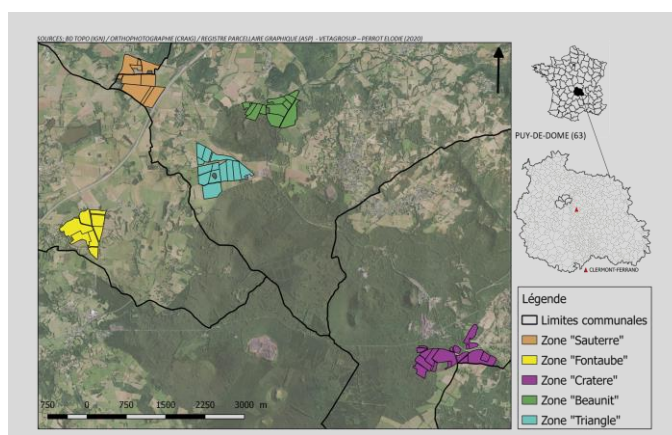 SOURCES: BD TOPO (IGN) / ORTHOPHOTOGRAPHIE (CRAIG) / REGISTRE PARCELLAIRE GRAPHIQUE (ASP) - VETAGROSUP – PERROT ELODIE (2020)
PUY-DE-DOME (63)
CLERMONT-FERRAND
Légende
Limites communales
Zone "Sauterre"
Zone "Fontaube"
Zone "Cratere"
Zone "Beaunit"
Zone "Triangle"
750 0 750 1500 2250 3000 m